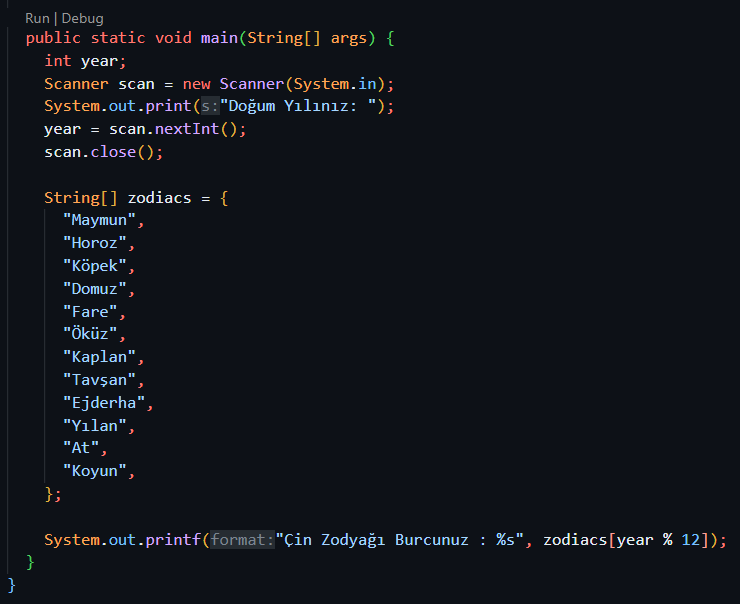 Run | Debug
public static void main(String[] args) {
int year;
Scanner scan = new Scanner(System.in);
System.out.print(s:"Doğum Yılınız: ");
year = scan.nextInt();
scan.close();
String[] zodiacs = {
"Maymun",
"Horoz",
"Köpek",
"Domuz",
"Fare",
"Öküz",
"Kaplan",
"Tavşan",
"Ejderha",
"Yılan",
"At",
"Koyun",
};
System.out.printf(format:"Çin Zodyağı Burcunuz : %s", zodiacs[year % 12]);
}
}